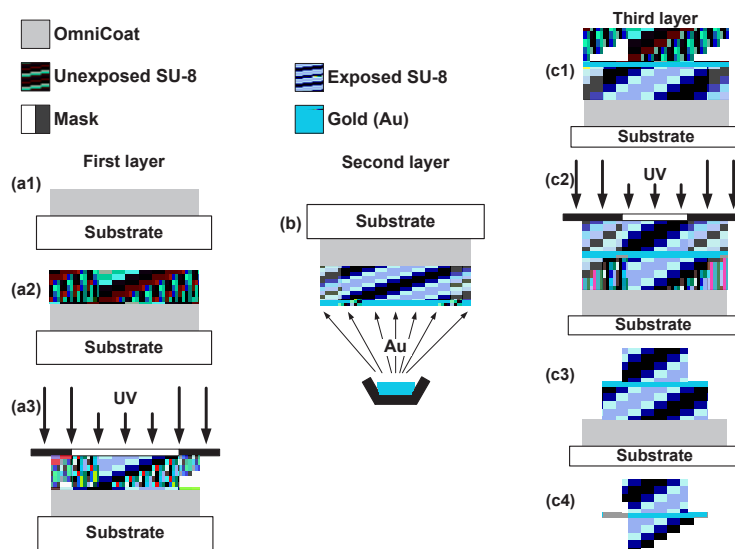 OmniCoat
Unexposed SU-8
Mask
Exposed SU-8
Gold (Au)
First layer
(a1)
Substrate
(a2)
Substrate
(a3)
UV
Substrate
Second layer
(b)
Substrate
Au
Third layer
(c1)
Substrate
(c2)
UV
Substrate
(c3)
Substrate
(c4)